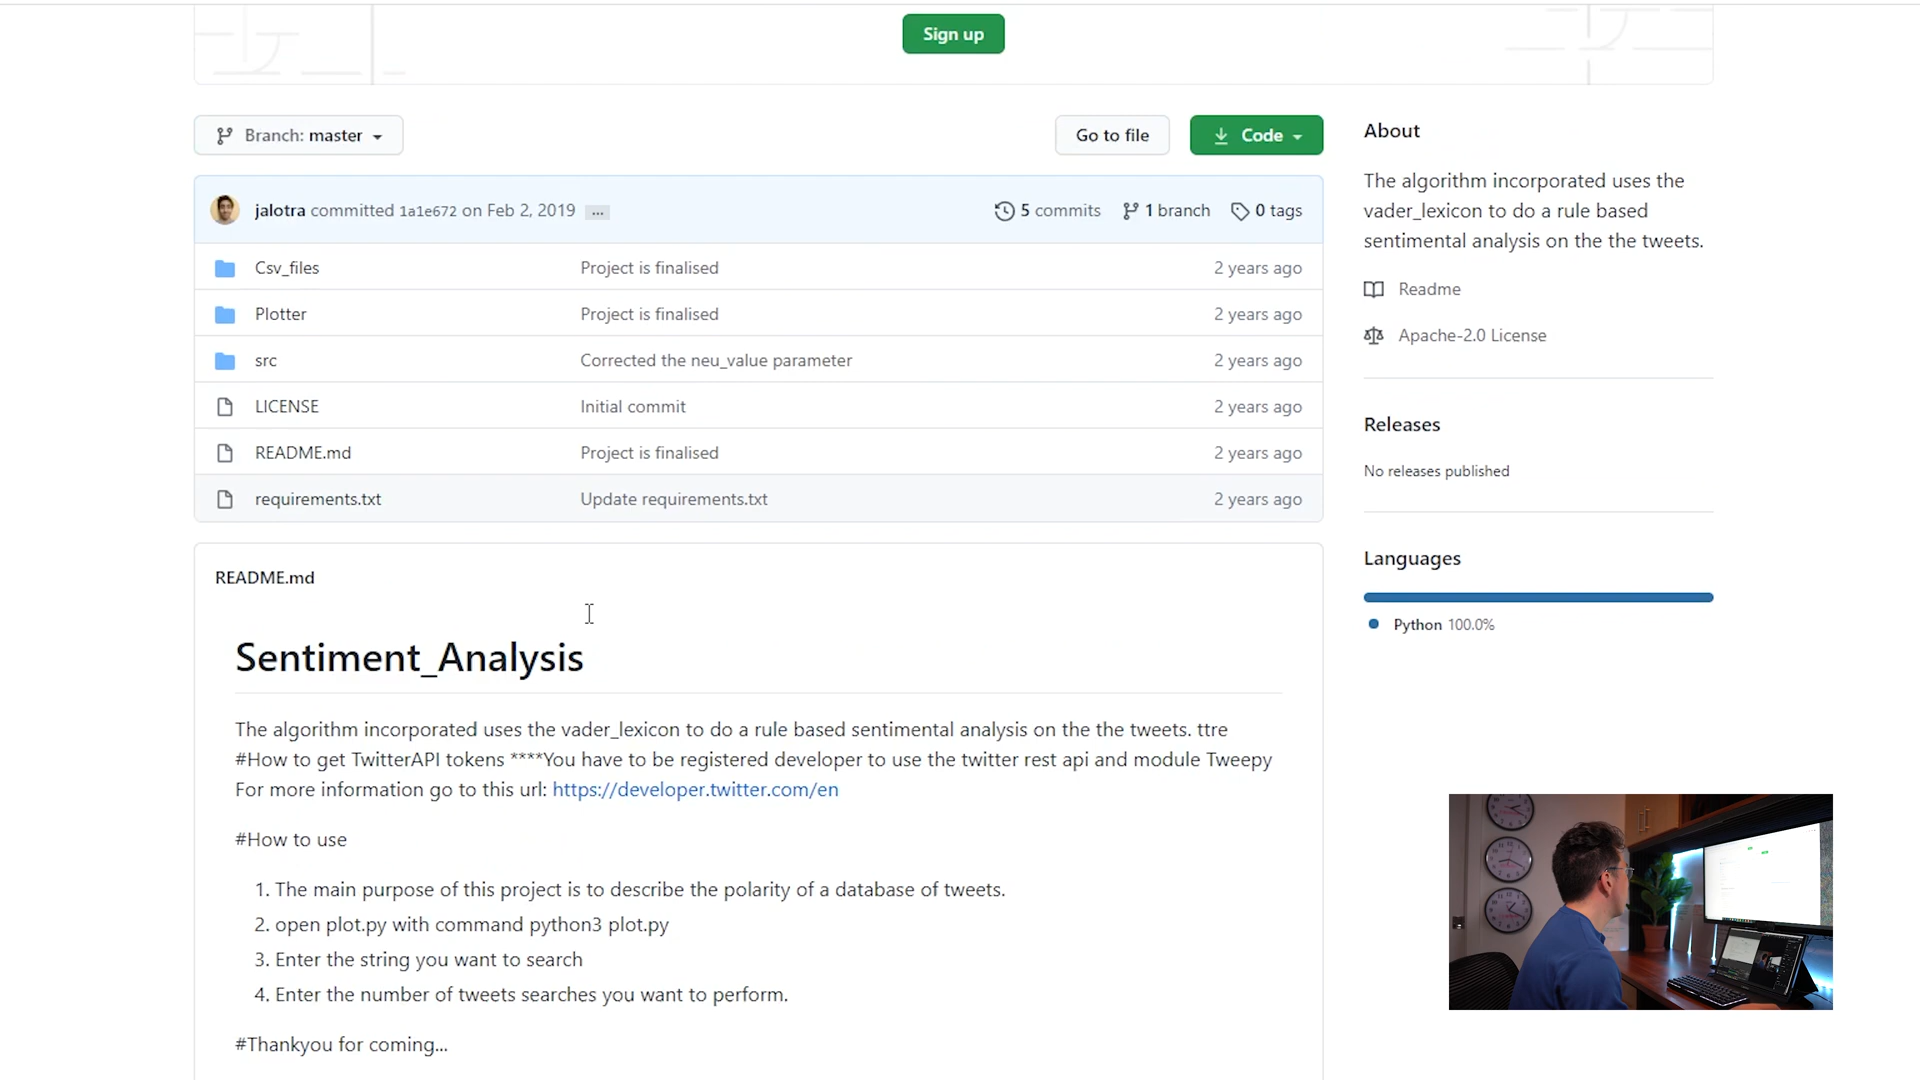 Sign up
Branch: master
Go to file
Code
jalotra committed 1a1e672 on Feb 2, 2019 ...
5 commits
1 branch
0 tags
Csv_files Project is finalised 2 years ago
Plotter Project is finalised 2 years ago
src Corrected the neu_value parameter 2 years ago
LICENSE Initial commit 2 years ago
README.md Project is finalised 2 years ago
requirements.txt Update requirements.txt 2 years ago
README.md
Sentiment_Analysis
The algorithm incorporated uses the vader_lexicon to do a rule based sentimental analysis on the the tweets. ttre
#How to get TwitterAPI tokens ****You have to be registered developer to use the twitter rest api and module Tweepy
For more information go to this url: https://developer.twitter.com/en
#How to use
1. The main purpose of this project is to describe the polarity of a database of tweets.
2. open plot.py with command python3 plot.py
3. Enter the string you want to search
4. Enter the number of tweets searches you want to perform.
#Thankyou for coming...
About
The algorithm incorporated uses the
vader_lexicon to do a rule based
sentimental analysis on the the tweets.
Readme
Apache-2.0 License
Releases
No releases published
Languages
Python 100.0%